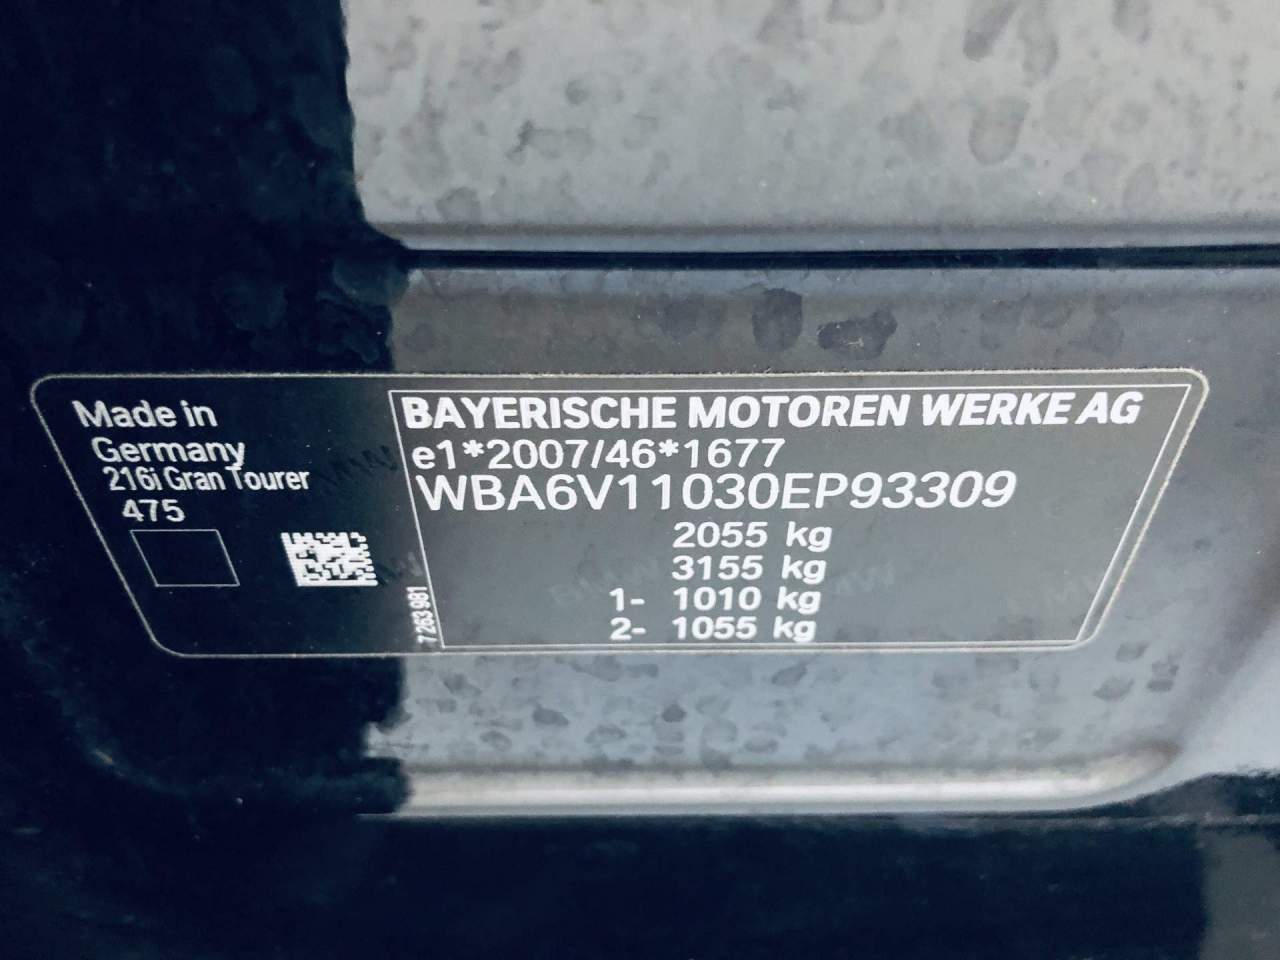 Made in
Germany
216i Gran Tourer
475
BAYERISCHE MOTOREN WERKE AG
e1*2007/46*1677
WBA6V11030EP93309
2055 kg
3155 kg
1- 1010 kg
2- 1055 kg
7 263 981